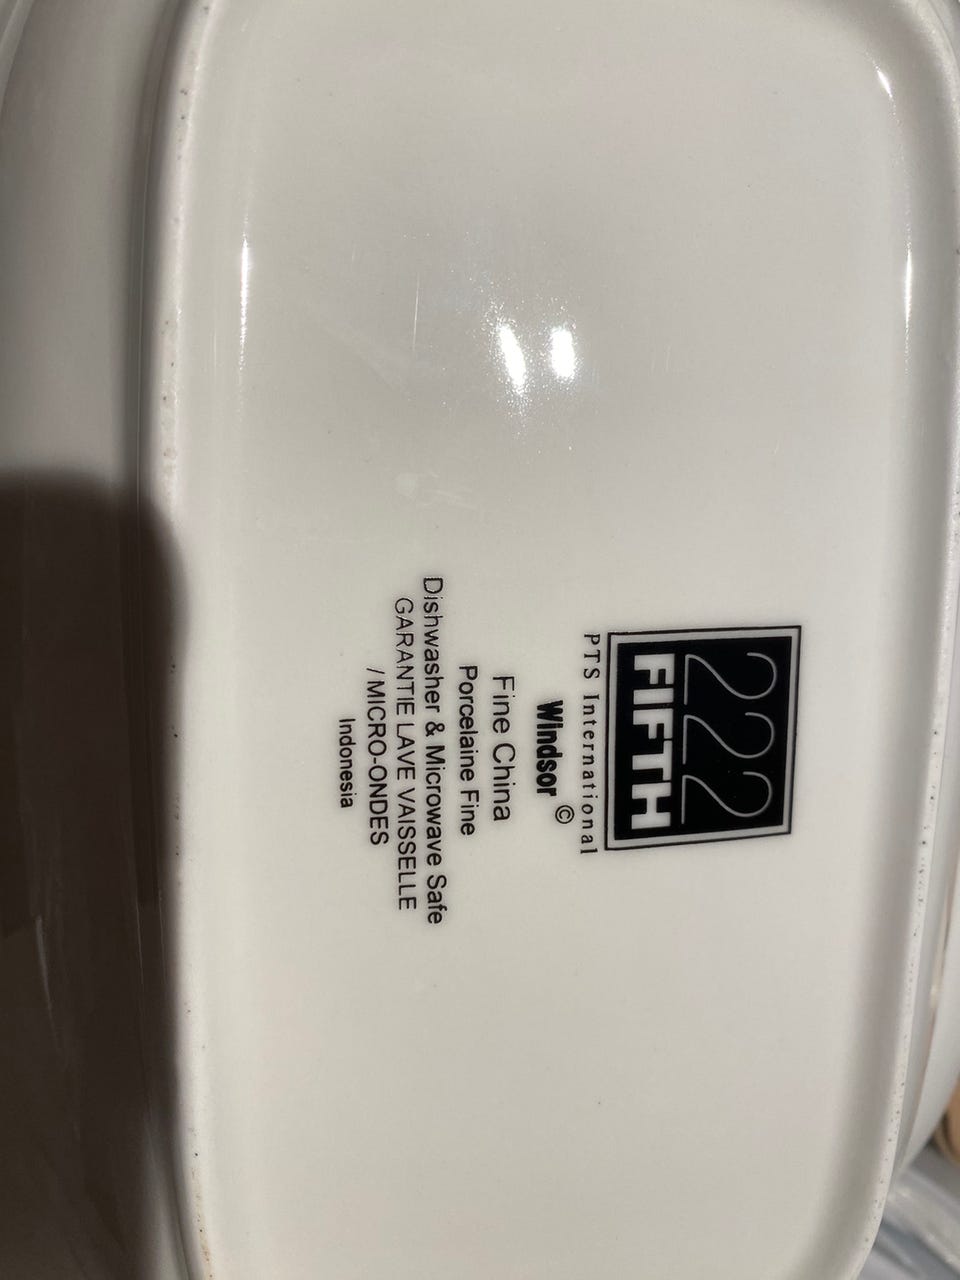 222
FIFTH
PTS International
Windsor ©
Fine China
Porcelaine Fine
Dishwasher & Microwave Safe
GARANTIE LAVE VAISSELLE
/ MICRO-ONDES
Indonesia